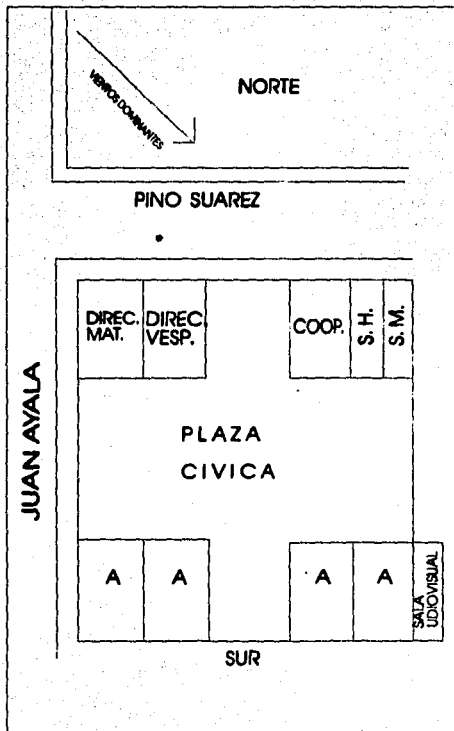 NORTE
VIENTOS DOMINANTES
PINO SUAREZ
DIREC. MAT.
DIREC. VESP.
COOP.
S. H.
S. M.
JUAN AYALA
PLAZA
CIVICA
A
A
A
A
SALA
UDIOVISUAL
SUR